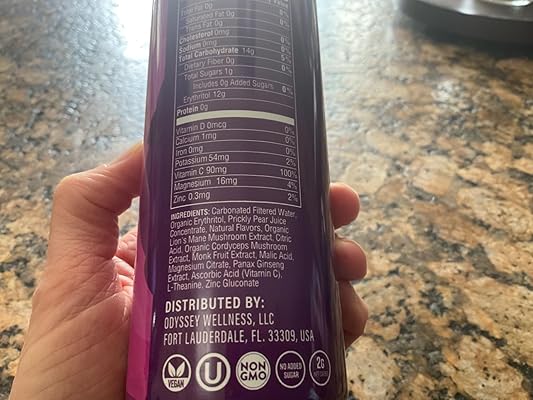 Value
Total Fat 0g 0%
Saturated Fat 0g 0%
Trans Fat 0g
Cholesterol 0mg 0%
Sodium 0mg 0%
Total Carbohydrate 14g 5%
Dietary Fiber 0g 0%
Total Sugars 1g
Includes 0g Added Sugars 0%
Erythritol 12g
Protein 0g
Vitamin D 0mcg 0%
Calcium 1mg 0%
Iron 0mg 0%
Potassium 54mg 2%
Vitamin C 90mg 100%
Magnesium 16mg 4%
Zinc 0.3mg 2%
INGREDIENTS: Carbonated Filtered Water,
Organic Erythritol, Prickly Pear Juice
Concentrate, Natural Flavors, Organic
Lion's Mane Mushroom Extract, Citric
Acid, Organic Cordyceps Mushroom
Extract, Monk Fruit Extract, Malic Acid,
Magnesium Citrate, Panax Ginseng
Extract, Ascorbic Acid (Vitamin C),
L-Theanine, Zinc Gluconate
DISTRIBUTED BY:
ODYSSEY WELLNESS, LLC
FORT LAUDERDALE, FL. 33309, USA
VEGAN U NON GMO NO ADDED SUGAR 2g